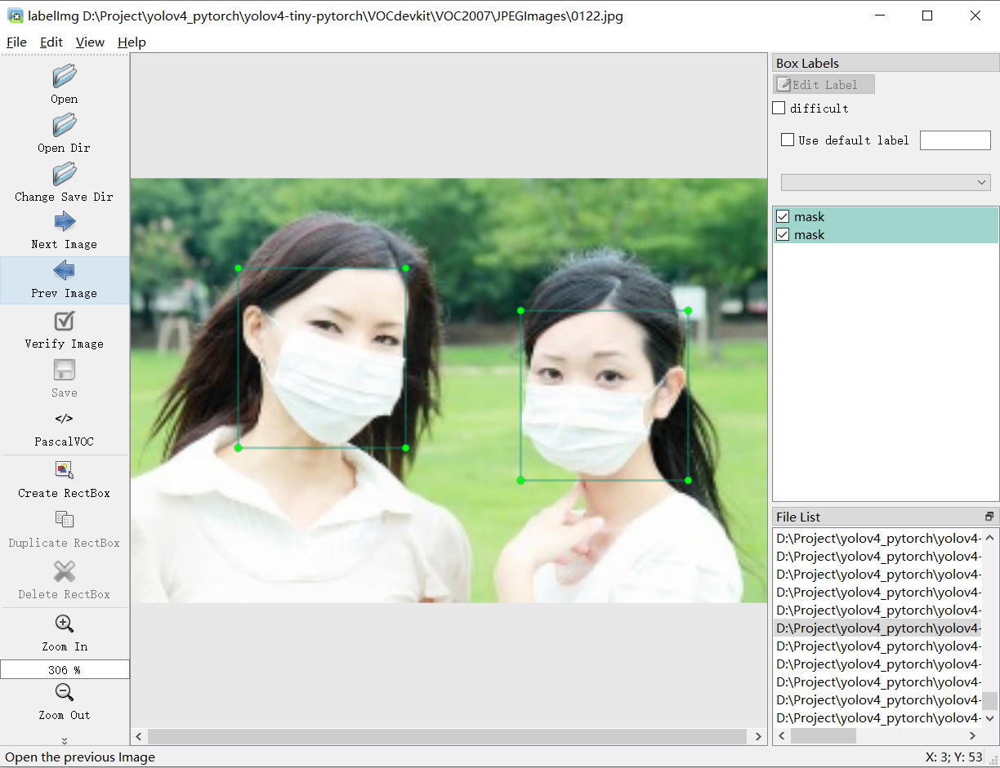 labelImg D:\Project\yolov4_pytorch\yolov4-tiny-pytorch\VOCdevkit\VOC2007\JPEGImages\0122.jpg
File Edit View Help
Open
Open Dir
Change Save Dir
Next Image
Prev Image
Verify Image
Save
</>
PascalVOC
Create RectBox
Duplicate RectBox
Delete RectBox
Zoom In
306 %
Zoom Out
Box Labels
Edit Label
difficult
Use default label
mask
mask
File List
D:\Project\yolov4_pytorch\yolov4-
D:\Project\yolov4_pytorch\yolov4-
D:\Project\yolov4_pytorch\yolov4-
D:\Project\yolov4_pytorch\yolov4-
D:\Project\yolov4_pytorch\yolov4-
D:\Project\yolov4_pytorch\yolov4-
D:\Project\yolov4_pytorch\yolov4-
D:\Project\yolov4_pytorch\yolov4-
D:\Project\yolov4_pytorch\yolov4-
D:\Project\yolov4_pytorch\yolov4-
D:\Project\yolov4_pytorch\yolov4-
Open the previous Image
X: 3; Y: 53